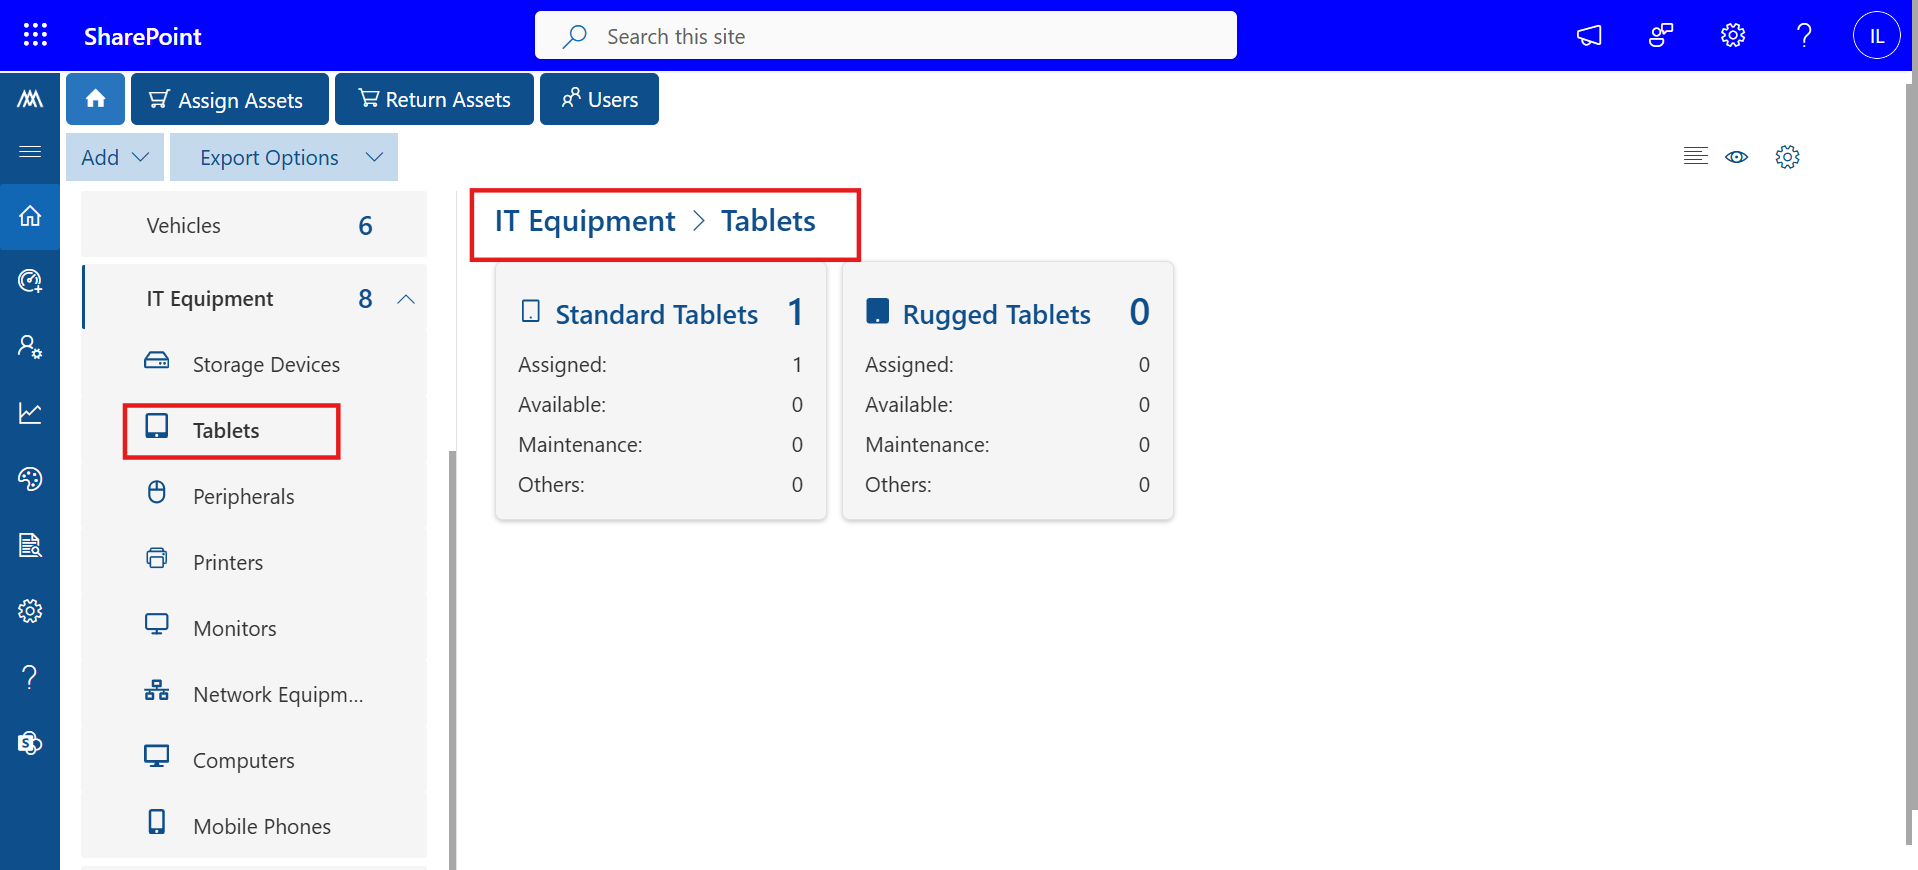 SharePoint
Search this site
IL
Assign Assets
Return Assets
Users
Add
Export Options
Vehicles 6
IT Equipment 8
Storage Devices
Tablets
Peripherals
Printers
Monitors
Network Equipm...
Computers
Mobile Phones
IT Equipment > Tablets
Standard Tablets 1
Assigned: 1
Available: 0
Maintenance: 0
Others: 0
Rugged Tablets 0
Assigned: 0
Available: 0
Maintenance: 0
Others: 0